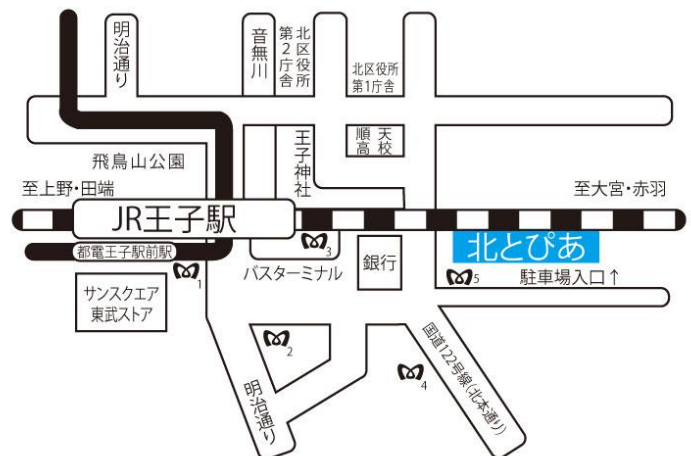 明治通り
音無川
北区役所
第2庁舎
北区役所
第1庁舎
順天
高校
王子神社
飛鳥山公園
至上野・田端
至大宮・赤羽
JR王子駅
北とぴあ
都電王子駅前駅
3
1
バスターミナル
銀行
5
駐車場入口↑
サンスクエア
東武ストア
2
4
国道122号線(北本通り)
明治通り